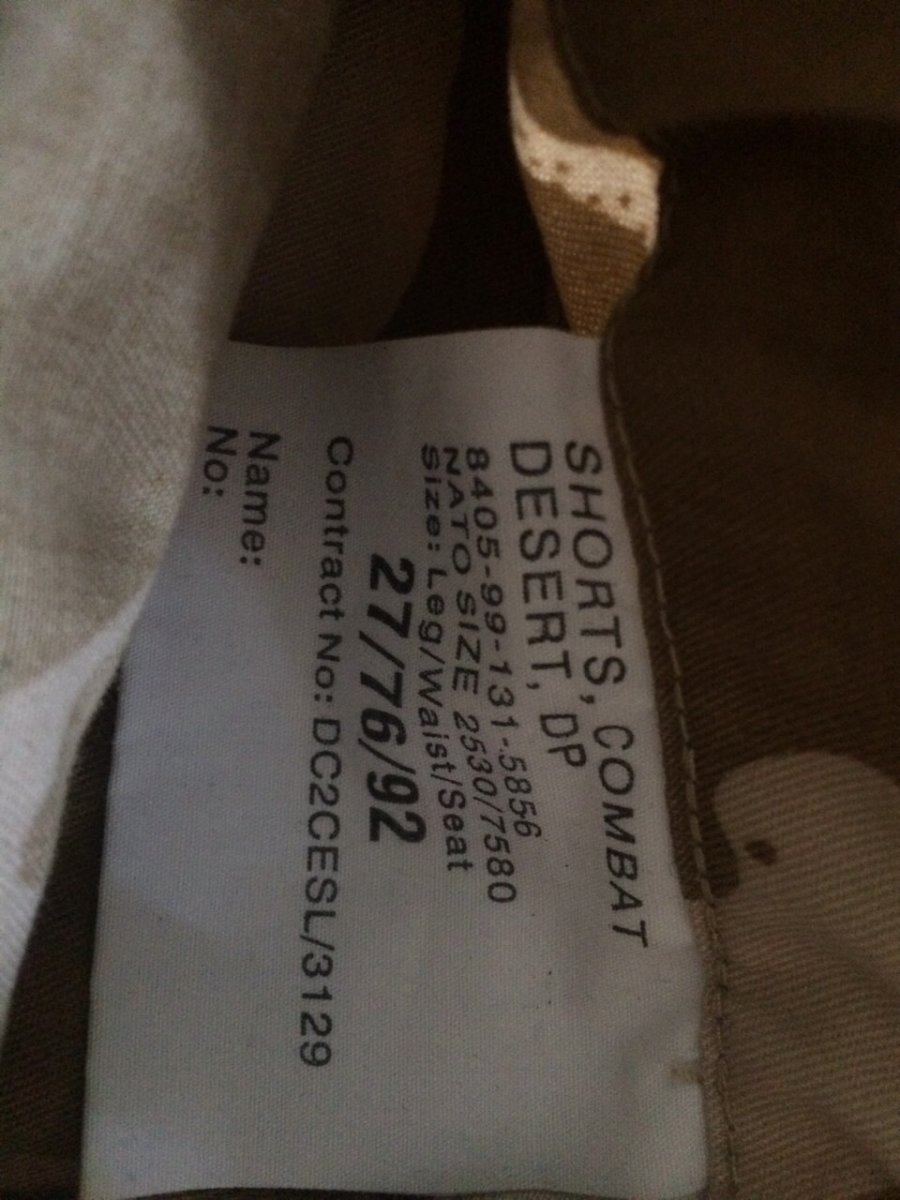 SHORTS, COMBAT
DESERT, DP
8405-99-131-5856
NATO SIZE 2530/7580
Size: Leg/Waist/Seat
27/76/92
Contract No: DC2CESL/3129
Name:
No: